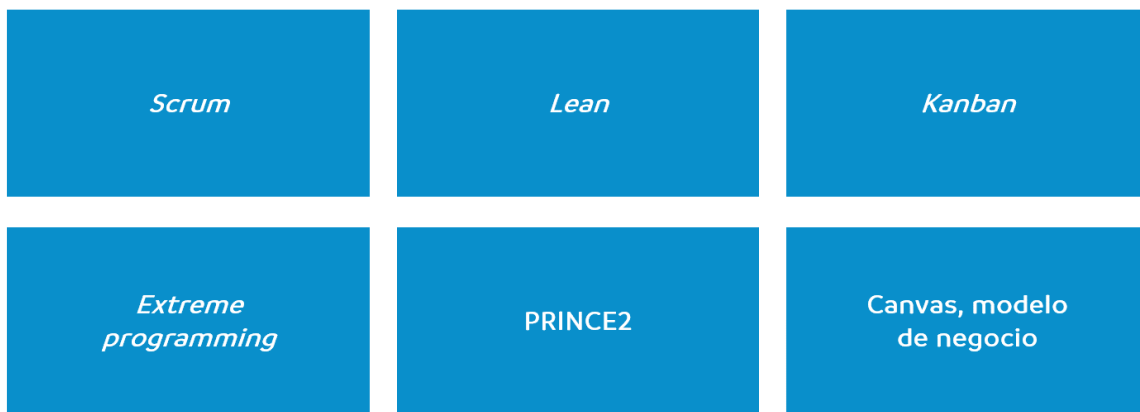 Scrum
Lean
Kanban
Extreme
programming
PRINCE2
Canvas, modelo
de negocio